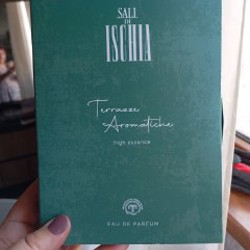 SALI
DI
ISCHIA
Terrazze
Aromatiche
high essence
EAU DE PARFUM